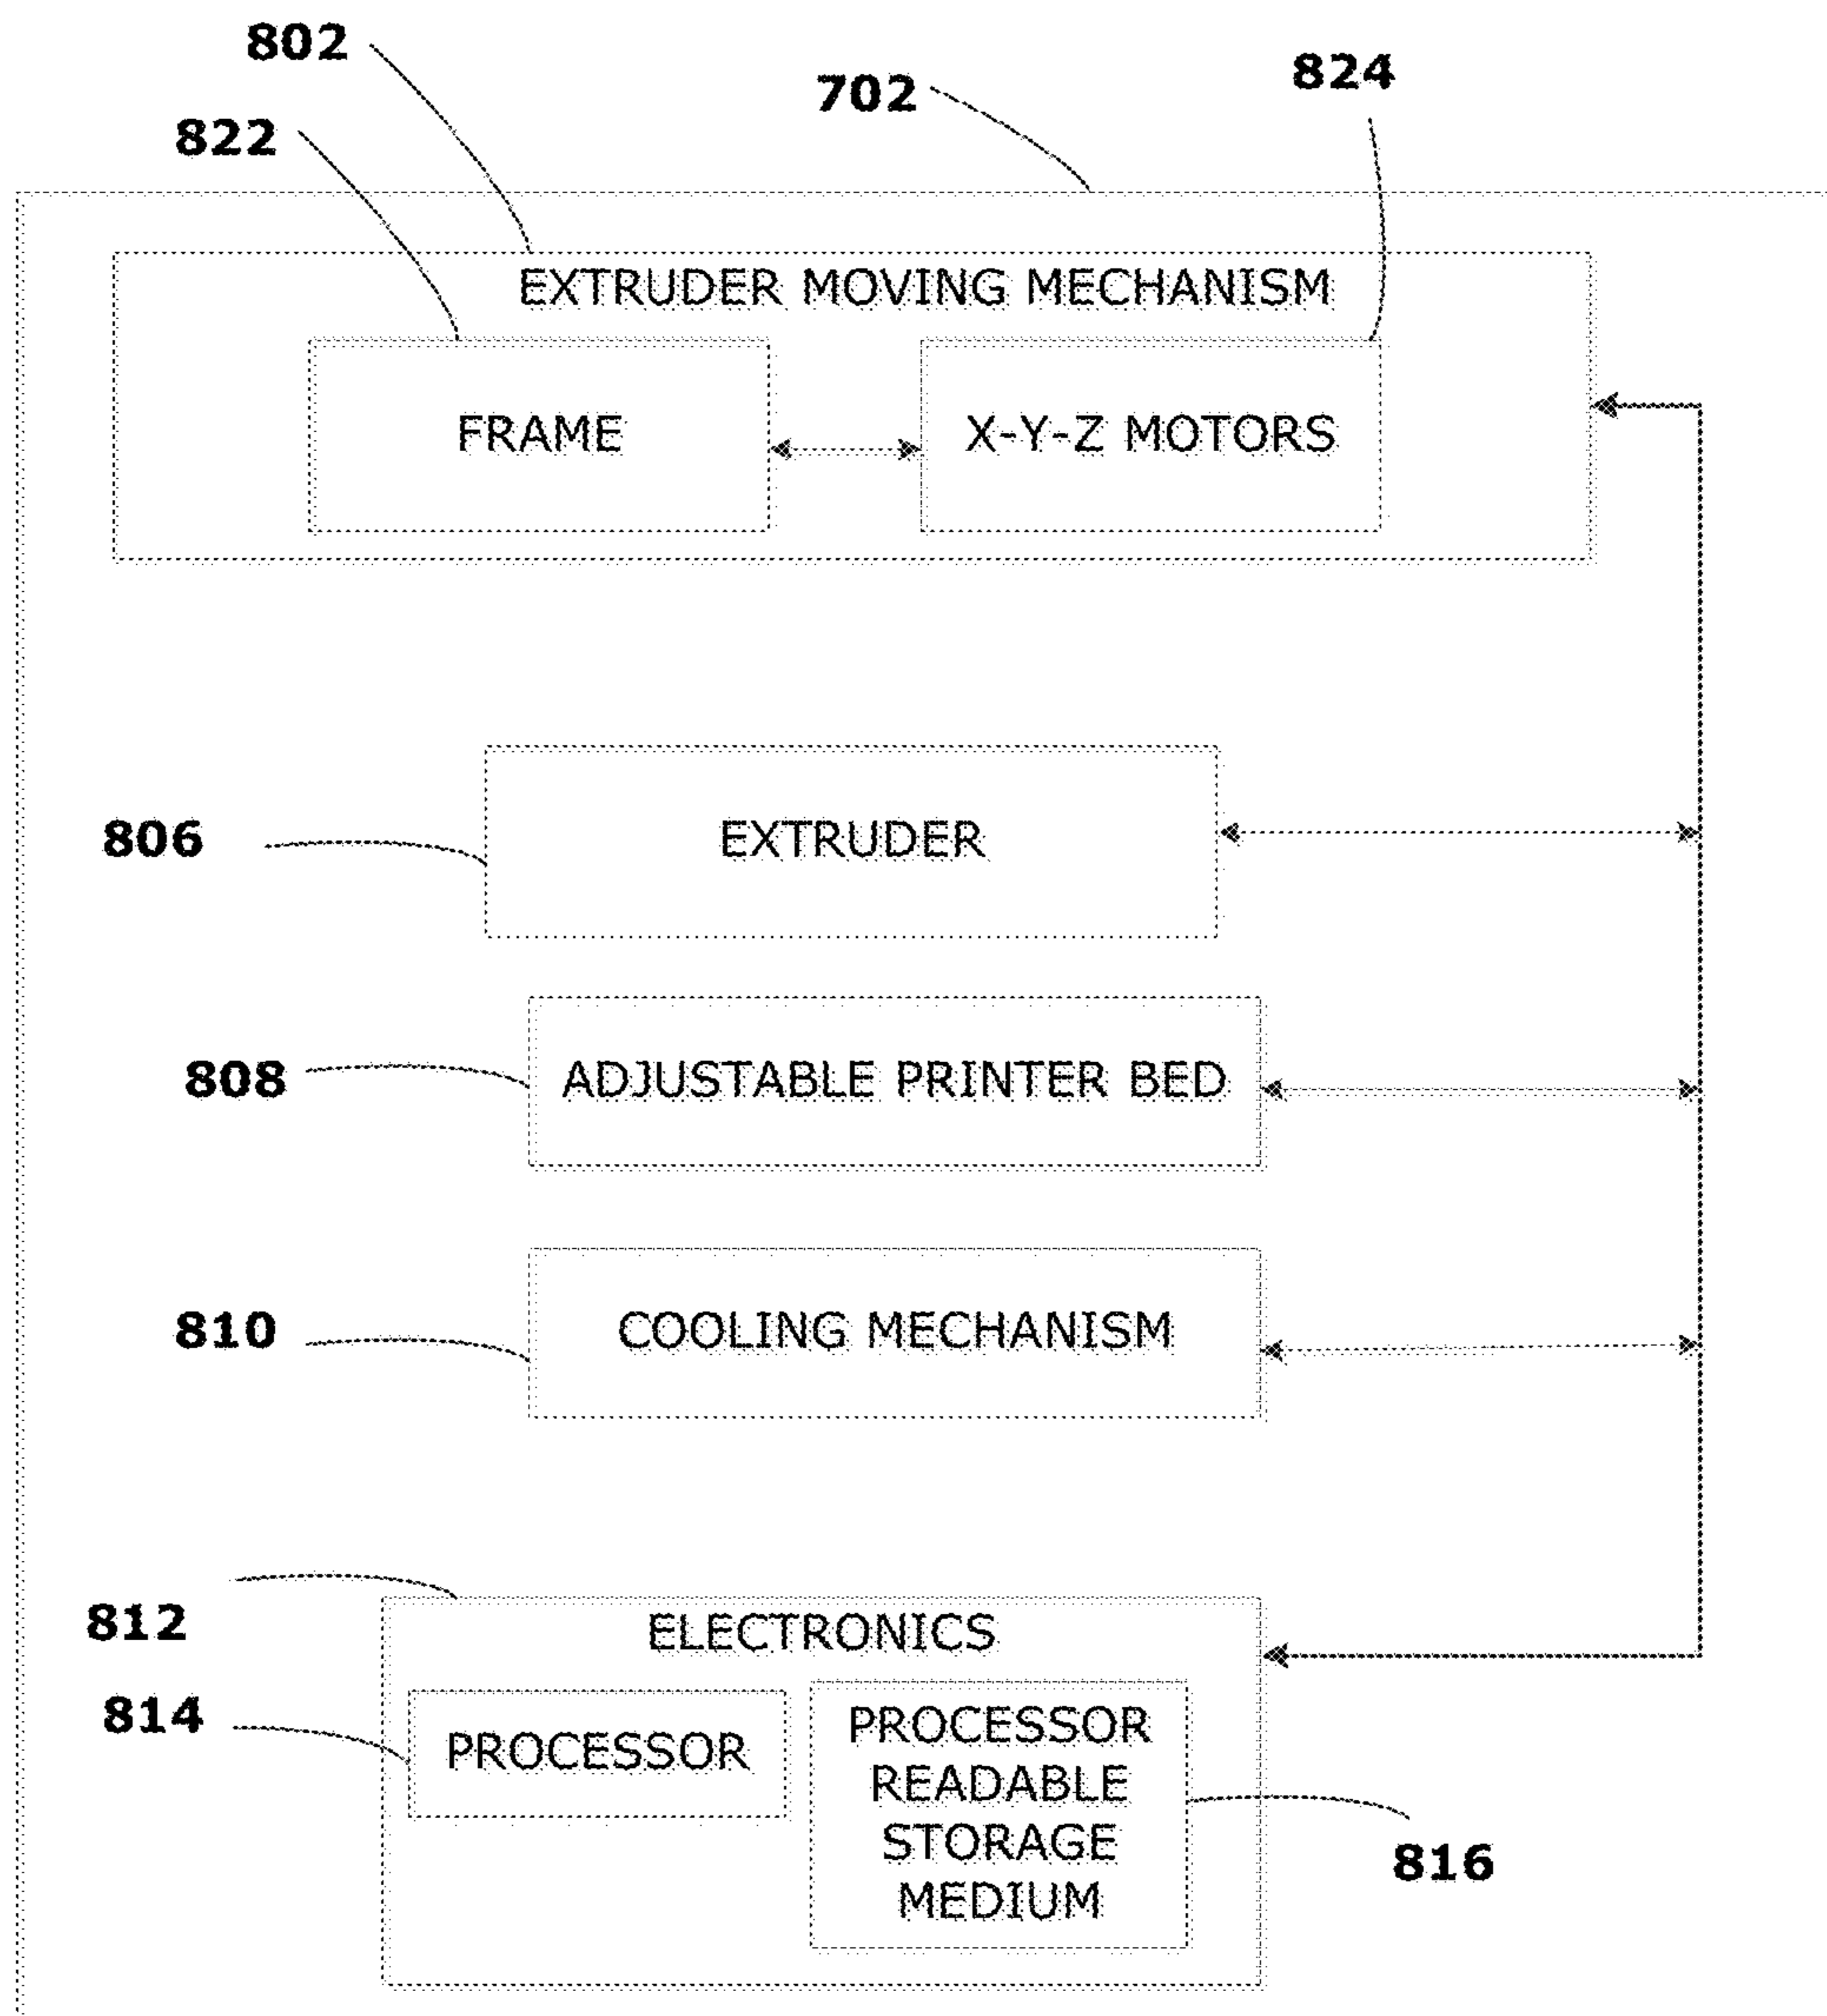 802
702
824
822
EXTRUDER MOVING MECHANISM
FRAME
X-Y-Z MOTORS
806
EXTRUDER
808
ADJUSTABLE PRINTER BED
810
COOLING MECHANISM
812
ELECTRONICS
814
PROCESSOR
PROCESSOR
READABLE
STORAGE
MEDIUM
816